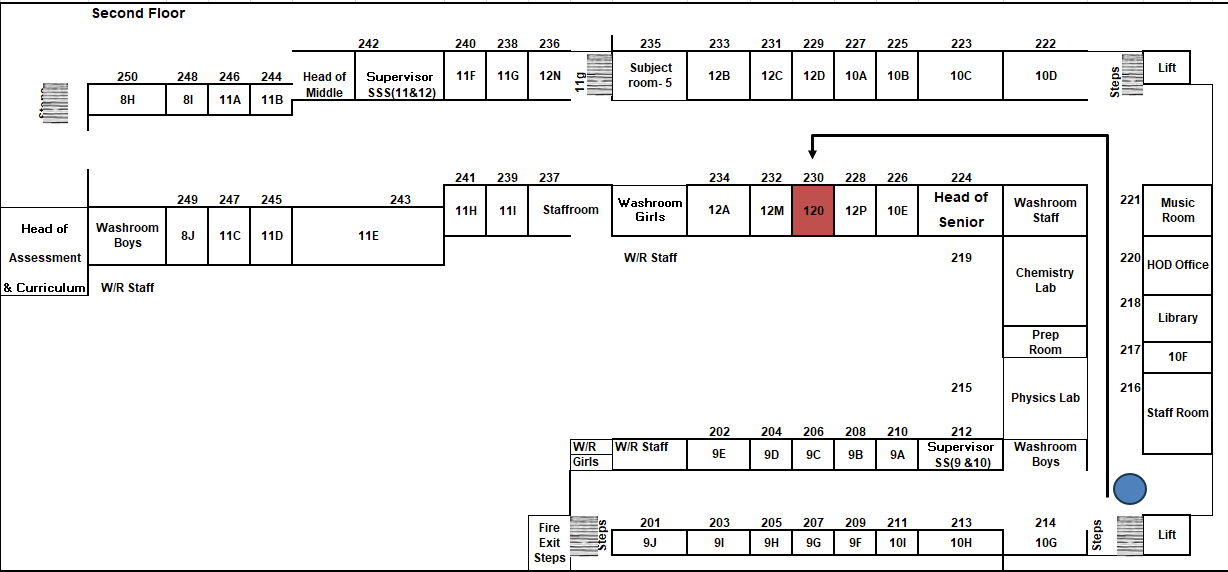 Second Floor
242 240 238 236 235 233 231 229 227 225 223 222
250 248 246 244 Head of Middle Supervisor SSS(11&12) 11F 11G 12N 11g Subject room- 5 12B 12C 12D 10A 10B 10C 10D Steps Lift
8H 8I 11A 11B
241 239 237 234 232 230 228 226 224
249 247 245 243 11H 11I Staffroom Washroom Girls 12A 12M 120 12P 10E Head of Senior Washroom Staff 221 Music Room
Head of Assessment & Curriculum Washroom Boys 8J 11C 11D 11E
W/R Staff 219 Chemistry Lab 220 HOD Office
W/R Staff
218 Library
Prep Room 217 10F
215 Physics Lab 216 Staff Room
202 204 206 208 210 212
W/R Girls W/R Staff 9E 9D 9C 9B 9A Supervisor SS(9 &10) Washroom Boys
201 203 205 207 209 211 213 214
Fire Exit Steps Steps 9J 9I 9H 9G 9F 10I 10H 10G Steps Lift